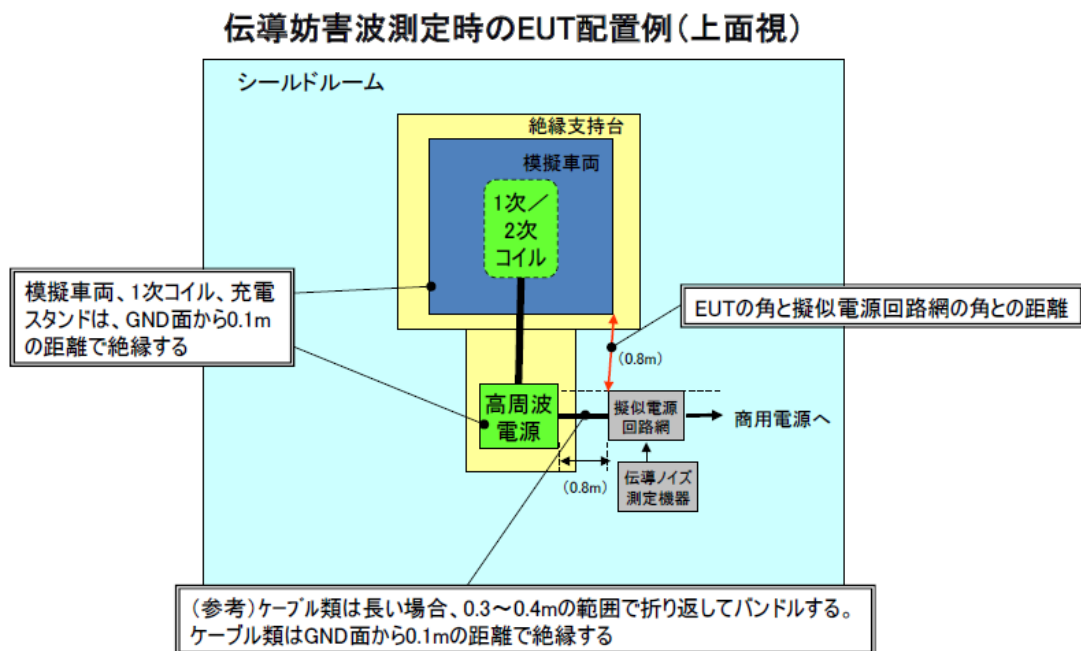 伝導妨害波測定時のEUT配置例(上面視)
シールドルーム
絶縁支持台
模擬車両
1次/
2次
コイル
模擬車両、1次コイル、充電
スタンドは、GND面から0.1m
の距離で絶縁する
EUTの角と擬似電源回路網の角との距離
(0.8m)
高周波
電源
擬似電源
回路網
商用電源へ
(0.8m)
伝導ノイズ
測定機器
(参考)ケーブル類は長い場合、0.3~0.4mの範囲で折り返してバンドルする。
ケーブル類はGND面から0.1mの距離で絶縁する